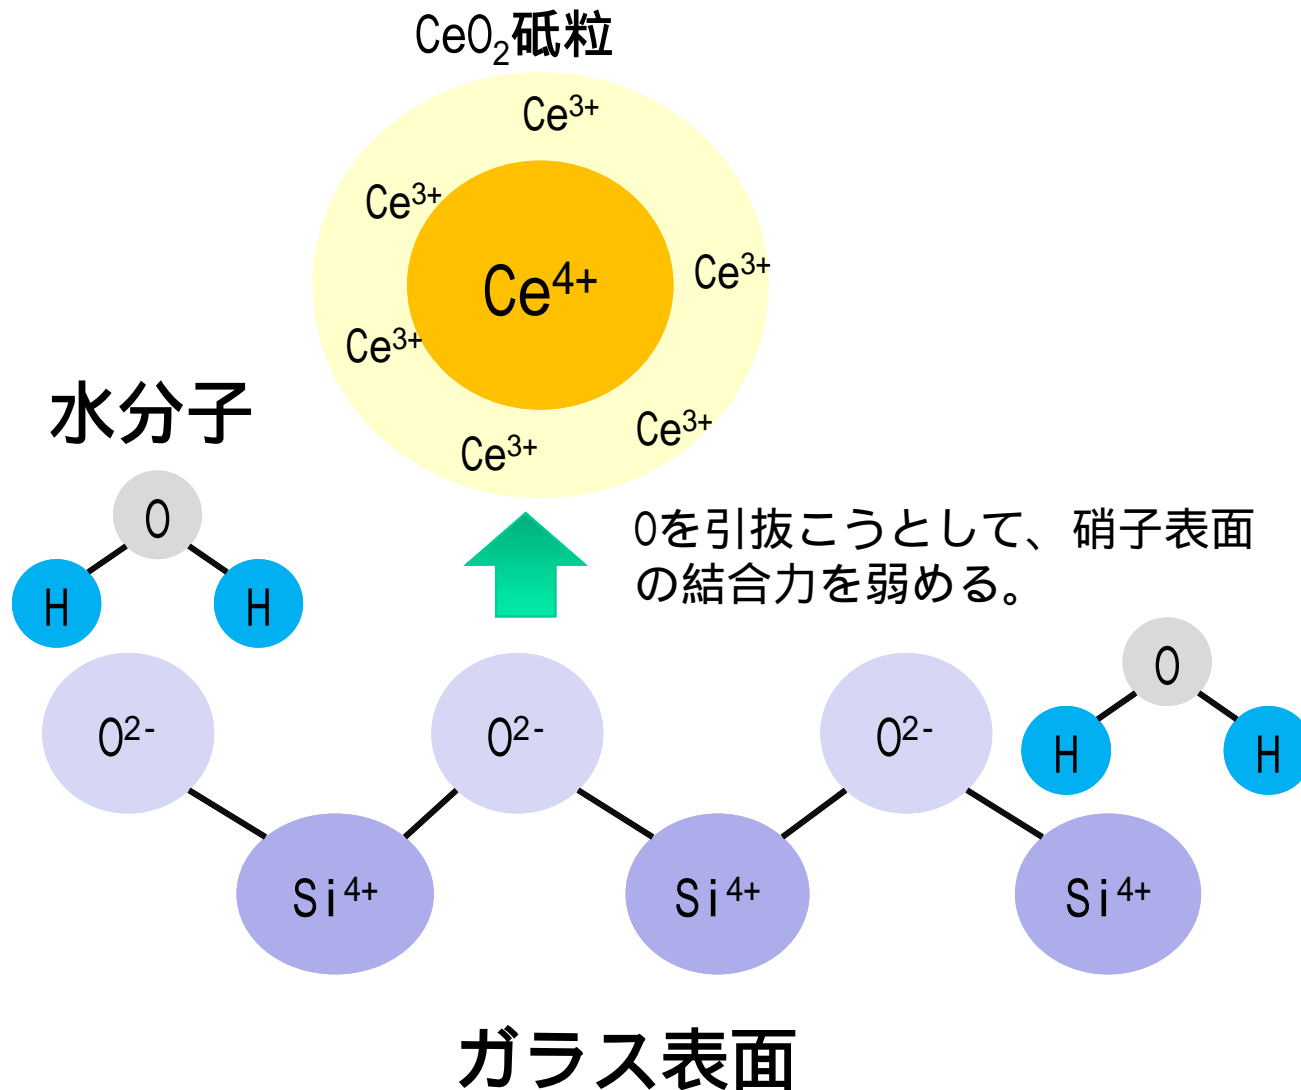 CeO₂砥粒
Ce³⁺
Ce³⁺
Ce³⁺
Ce⁴⁺
Ce³⁺
Ce³⁺
Ce³⁺
水分子
O
H H
Oを引抜こうとして、硝子表面
の結合力を弱める。
O
H H
O²⁻ O²⁻ O²⁻
Si⁴⁺ Si⁴⁺ Si⁴⁺
ガラス表面